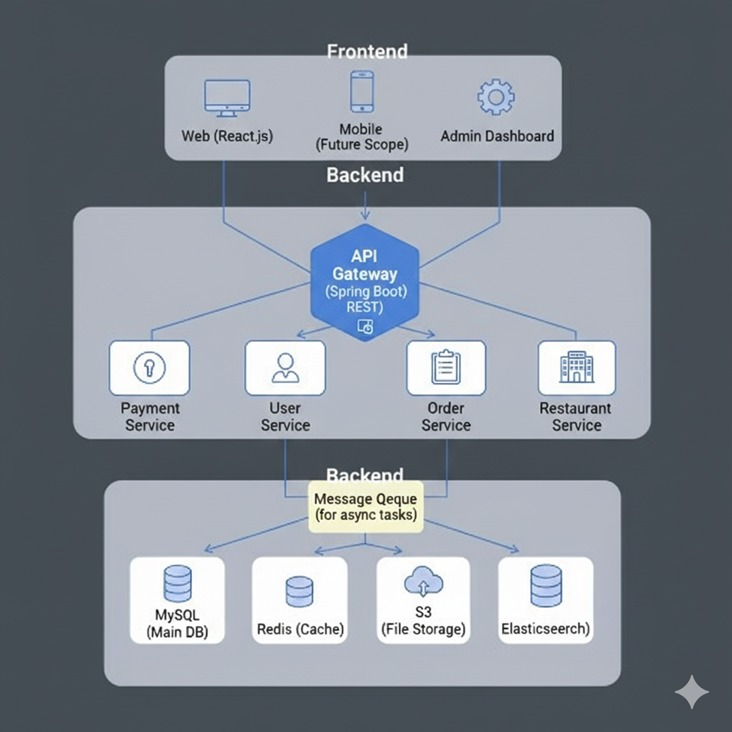 Frontend
Web (React.js)
Mobile
(Future Scope)
Admin Dashboard
Backend
API
Gateway
(Spring Boot)
REST)
Payment
Service
User
Service
Order
Service
Restaurant
Service
Backend
Message Qeque
(for async tasks)
MySQL
(Main DB)
Redis (Cache)
S3
(File Storage)
Elasticseerch)